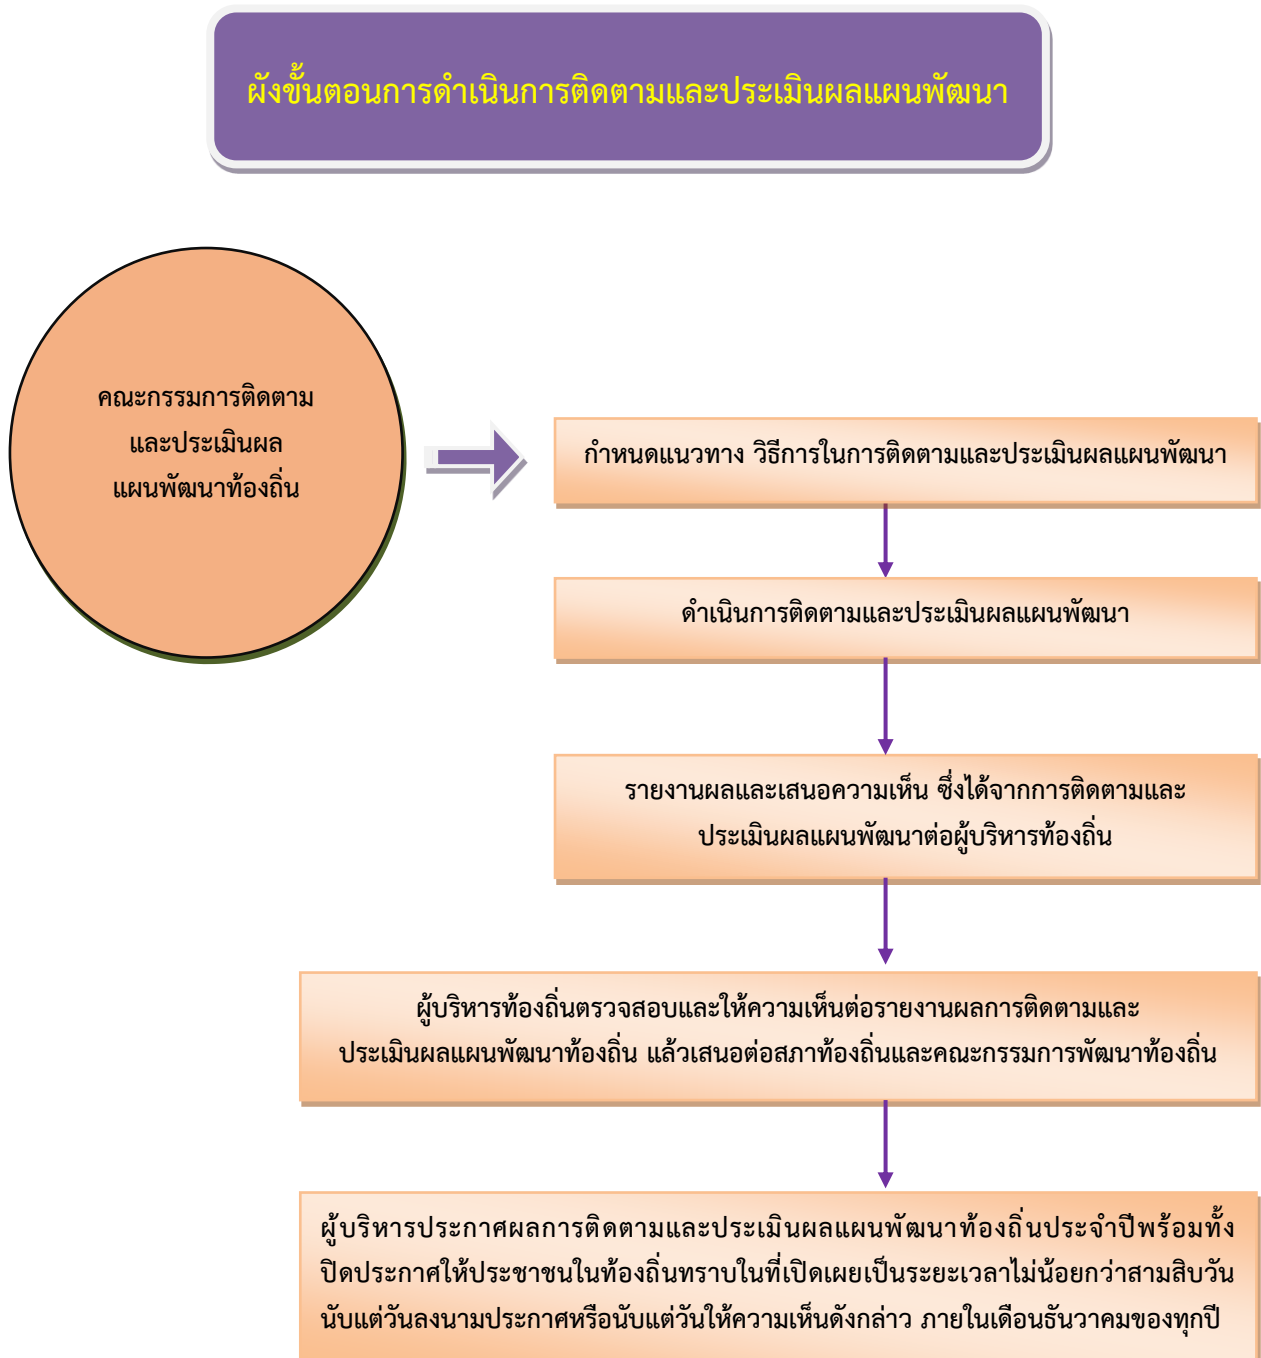 ผังขั้นตอนการดำเนินการติดตามและประเมินผลแผนพัฒนา
คณะกรรมการติดตาม
และประเมินผล
แผนพัฒนาท้องถิ่น
กำหนดแนวทาง วิธีการในการติดตามและประเมินผลแผนพัฒนา
ดำเนินการติดตามและประเมินผลแผนพัฒนา
รายงานผลและเสนอความเห็น ซึ่งได้จากการติดตามและ
ประเมินผลแผนพัฒนาต่อผู้บริหารท้องถิ่น
ผู้บริหารท้องถิ่นตรวจสอบและให้ความเห็นต่อรายงานผลการติดตามและ
ประเมินผลแผนพัฒนาท้องถิ่น แล้วเสนอต่อสภาท้องถิ่นและคณะกรรมการพัฒนาท้องถิ่น
ผู้บริหารประกาศผลการติดตามและประเมินผลแผนพัฒนาท้องถิ่นประจำปีพร้อมทั้ง
ปิดประกาศให้ประชาชนในท้องถิ่นทราบในที่เปิดเผยเป็นระยะเวลาไม่น้อยกว่าสามสิบวัน
นับแต่วันลงนามประกาศหรือนับแต่วันให้ความเห็นดังกล่าว ภายในเดือนธันวาคมของทุกปี